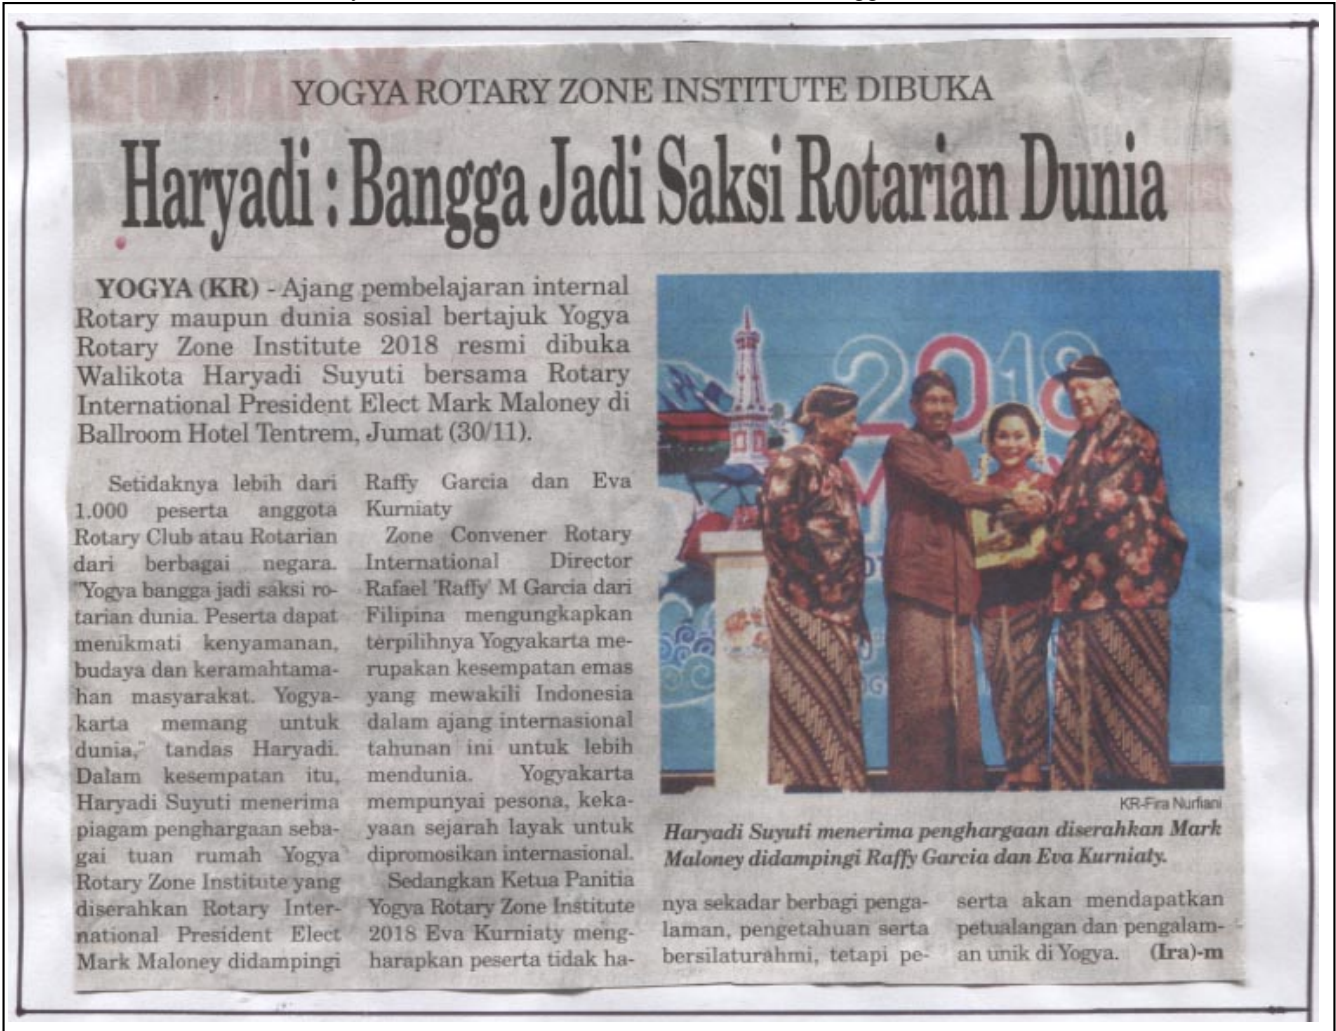 YOGYA ROTARY ZONE INSTITUTE DIBUKA
Haryadi : Bangga Jadi Saksi Rotarian Dunia
YOGYA (KR) - Ajang pembelajaran internal
Rotary maupun dunia sosial bertajuk Yogya
Rotary Zone Institute 2018 resmi dibuka
Walikota Haryadi Suyuti bersama Rotary
International President Elect Mark Maloney di
Ballroom Hotel Tentrem, Jumat (30/11).
Setidaknya lebih dari
1.000 peserta anggota
Rotary Club atau Rotarian
dari berbagai negara.
"Yogya bangga jadi saksi ro-
tarian dunia. Peserta dapat
menikmati kenyamanan,
budaya dan keramahtama-
han masyarakat. Yogya-
karta memang untuk
dunia," tandas Haryadi.
Dalam kesempatan itu,
Haryadi Suyuti menerima
piagam penghargaan seba-
gai tuan rumah Yogya
Rotary Zone Institute yang
diserahkan Rotary Inter-
national President Elect
Mark Maloney didampingi
Raffy Garcia dan Eva
Kurniaty
Zone Convener Rotary
International Director
Rafael 'Raffy' M Garcia dari
Filipina mengungkapkan
terpilihnya Yogyakarta me-
rupakan kesempatan emas
yang mewakili Indonesia
dalam ajang internasional
tahunan ini untuk lebih
mendunia. Yogyakarta
mempunyai pesona, keka-
yaan sejarah layak untuk
dipromosikan internasional.
Sedangkan Ketua Panitia
Yogya Rotary Zone Institute
2018 Eva Kurniaty meng-
harapkan peserta tidak ha-
2018
KR-Fira Nurfiani
Haryadi Suyuti menerima penghargaan diserahkan Mark
Maloney didampingi Raffy Garcia dan Eva Kurniaty.
nya sekadar berbagi penga-
laman, pengetahuan serta
bersilaturahmi, tetapi pe-
serta akan mendapatkan
petualangan dan pengalam-
an unik di Yogya. (Ira)-m